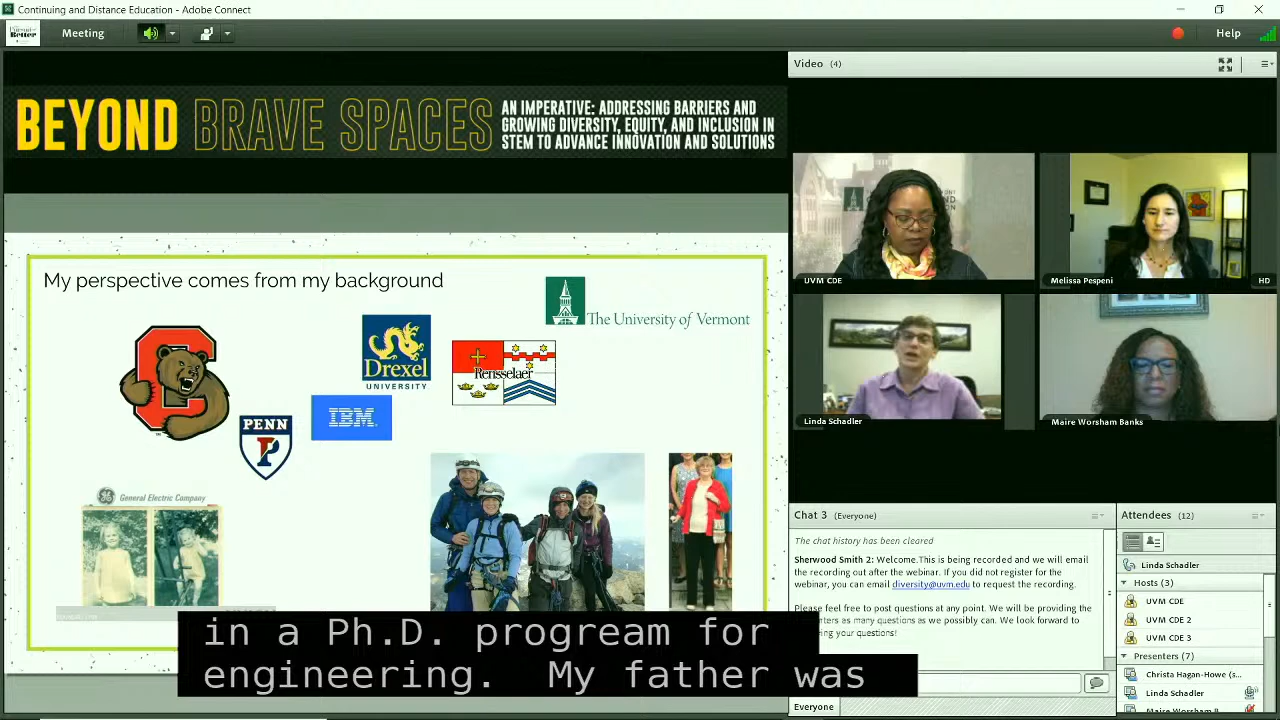 Continuing and Distance Education - Adobe Connect
Meeting
Help
BEYOND BRAVE SPACES
AN IMPERATIVE: ADDRESSING BARRIERS AND
GROWING DIVERSITY, EQUITY, AND INCLUSION IN
STEM TO ADVANCE INNOVATION AND SOLUTIONS
My perspective comes from my background
The University of Vermont
Drexel
UNIVERSITY
Rensselaer
PENN
P
IBM
C
General Electric Company
in a Ph.D. progream for
engineering. My father was
Video (4)
UVM CDE
Melissa Pespeni
HD
Linda Schadler
Maire Worsham Banks
Chat 3 (Everyone)
The chat history has been cleared
Sherwood Smith 2: Welcome.This is being recorded and we will email
the recording out after the webinar. If you did not register for the
webinar, you can email diversity@uvm.edu to request the recording.
Please feel free to post questions at any point. We will be providing the
enters as many questions as we possibly can. We look forward to
ing your questions!
Everyone
Attendees (12)
Linda Schadler
Hosts (3)
UVM CDE
UVM CDE 2
UVM CDE 3
Presenters (7)
Christa Hagan-Howe (s...
Linda Schadler
Maire Worsham B